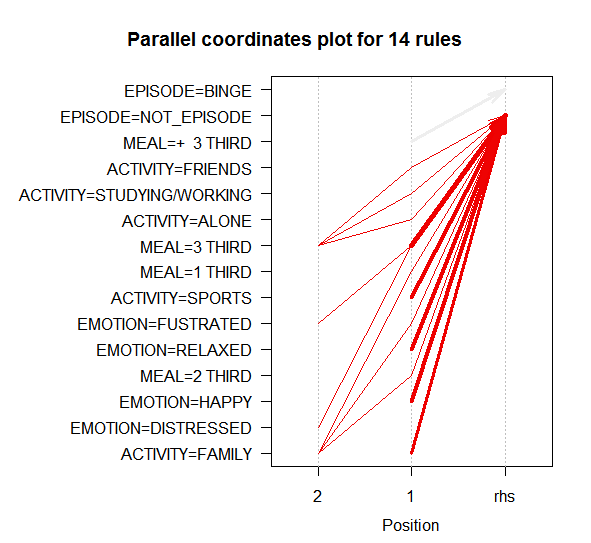 Parallel coordinates plot for 14 rules
EPISODE=BINGE
EPISODE=NOT_EPISODE
MEAL=+ 3 THIRD
ACTIVITY=FRIENDS
ACTIVITY=STUDYING/WORKING
ACTIVITY=ALONE
MEAL=3 THIRD
MEAL=1 THIRD
ACTIVITY=SPORTS
EMOTION=FUSTRATED
EMOTION=RELAXED
MEAL=2 THIRD
EMOTION=HAPPY
EMOTION=DISTRESSED
ACTIVITY=FAMILY
2 1 rhs
Position